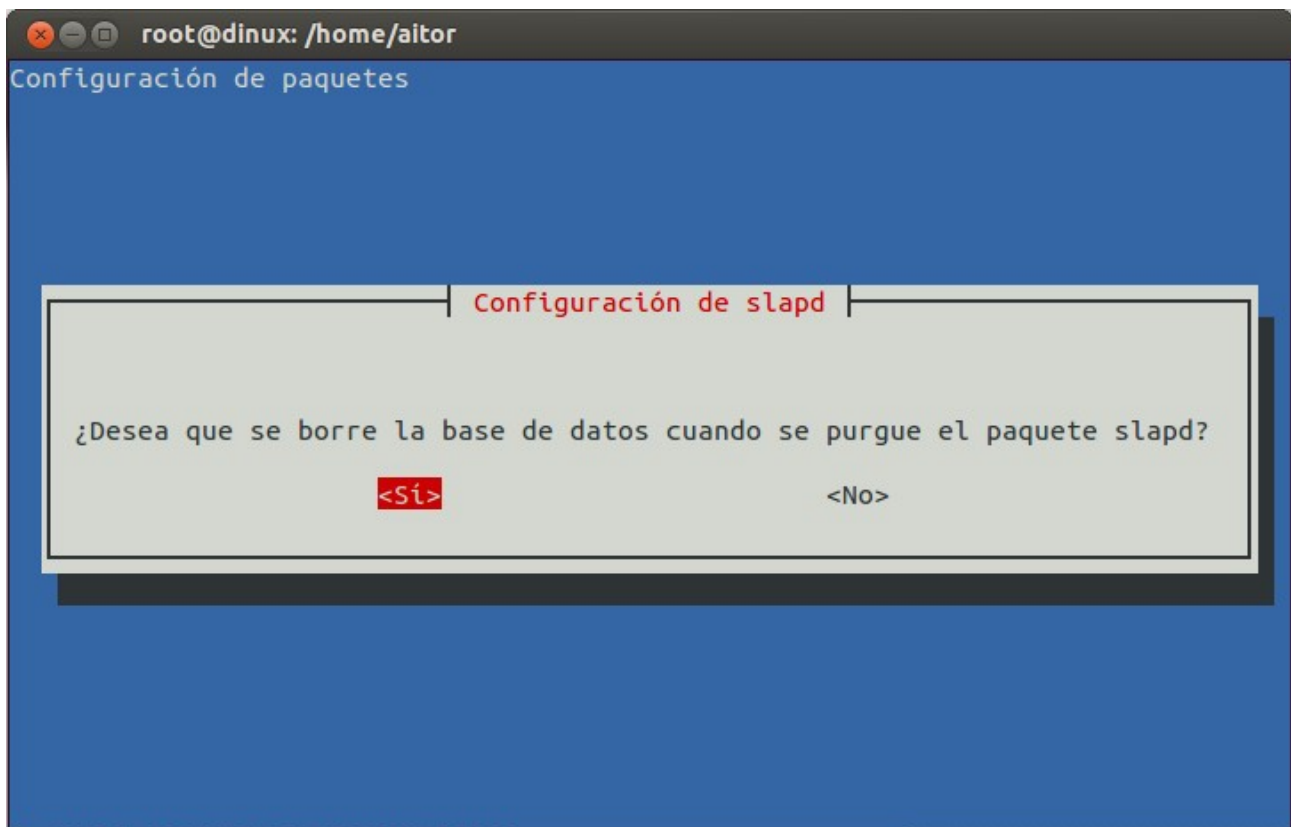 root@dinux: /home/aitor
Configuración de paquetes
Configuración de slapd
¿Desea que se borre la base de datos cuando se purgue el paquete slapd?
<Sí> <No>